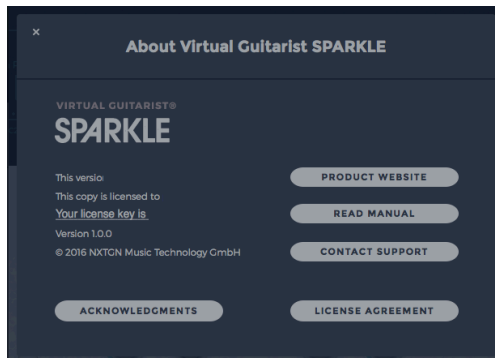 ×
About Virtual Guitarist SPARKLE
VIRTUAL GUITARIST®
SPARKLE
This versio
This copy is licensed to
Your license key is
Version 1.0.0
© 2016 NXTGN Music Technology GmbH
PRODUCT WEBSITE
READ MANUAL
CONTACT SUPPORT
ACKNOWLEDGMENTS
LICENSE AGREEMENT